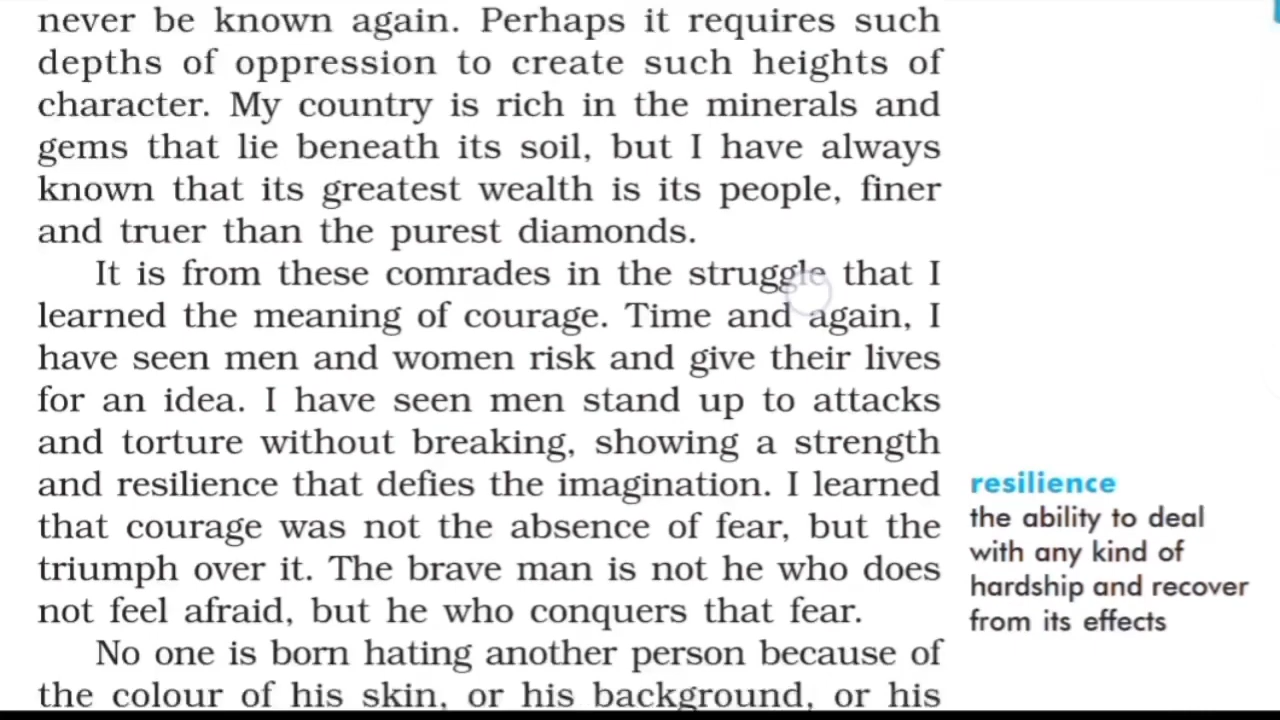 never be known again. Perhaps it requires such
depths of oppression to create such heights of
character. My country is rich in the minerals and
gems that lie beneath its soil, but I have always
known that its greatest wealth is its people, finer
and truer than the purest diamonds.
It is from these comrades in the struggle that I
learned the meaning of courage. Time and again, I
have seen men and women risk and give their lives
for an idea. I have seen men stand up to attacks
and torture without breaking, showing a strength
and resilience that defies the imagination. I learned
that courage was not the absence of fear, but the
triumph over it. The brave man is not he who does
not feel afraid, but he who conquers that fear.
No one is born hating another person because of
the colour of his skin, or his background, or his
resilience
the ability to deal
with any kind of
hardship and recover
from its effects